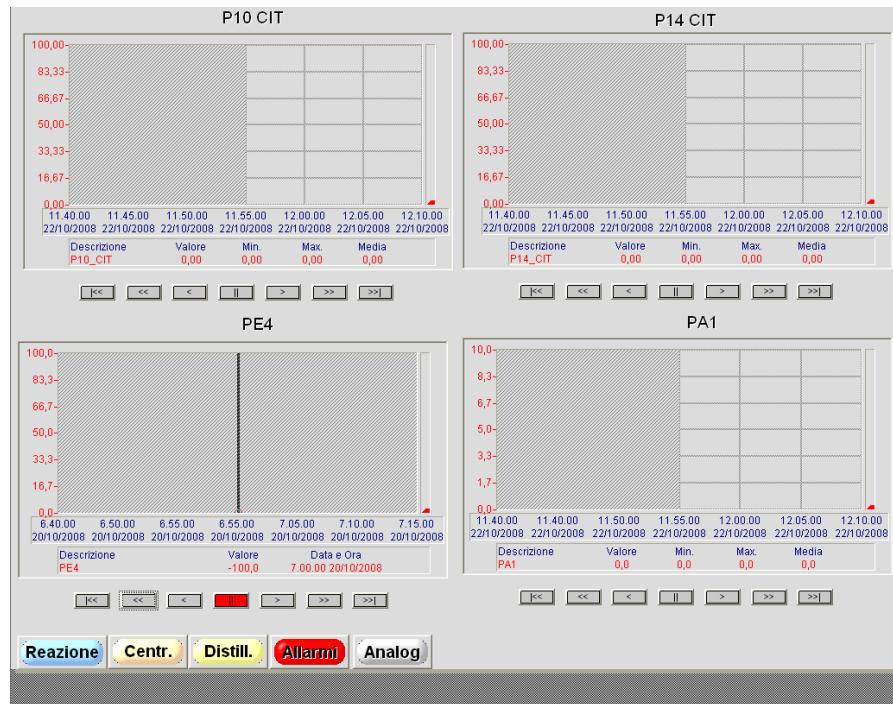 P10 CIT
100,00
83,33
66,67
50,00
33,33
16,67
0,00
11.40.00 11.45.00 11.50.00 11.55.00 12.00.00 12.05.00 12.10.00
22/10/2008 22/10/2008 22/10/2008 22/10/2008 22/10/2008 22/10/2008 22/10/2008
Descrizione Valore Min. Max. Media
P10_CIT 0,00 0,00 0,00 0,00
|<< << < || > >> >>|
P14 CIT
100,00
83,33
66,67
50,00
33,33
16,67
0,00
11.40.00 11.45.00 11.50.00 11.55.00 12.00.00 12.05.00 12.10.00
22/10/2008 22/10/2008 22/10/2008 22/10/2008 22/10/2008 22/10/2008 22/10/2008
Descrizione Valore Min. Max. Media
P14_CIT 0,00 0,00 0,00 0,00
|<< << < || > >> >>|
PE4
100,0
83,3
66,7
50,0
33,3
16,7
0,0
6.40.00 6.50.00 6.55.00 6.55.00 7.05.00 7.10.00 7.15.00
20/10/2008 20/10/2008 20/10/2008 20/10/2008 20/10/2008 20/10/2008 20/10/2008
Descrizione Valore Data e Ora
PE4 -100,0 7.00.00 20/10/2008
|<< << < || > >> >>|
PA1
10,0
8,3
6,7
5,0
3,3
1,7
0,0
11.40.00 11.40.00 11.50.00 11.55.00 12.00.00 12.05.00 12.10.00
22/10/2008 22/10/2008 22/10/2008 22/10/2008 22/10/2008 22/10/2008 22/10/2008
Descrizione Valore Min. Max. Media
PA1 0,0 0,0 0,0 0,0
|<< << < || > >> >>|
Reazione Centr. Distill. Allarmi Analog